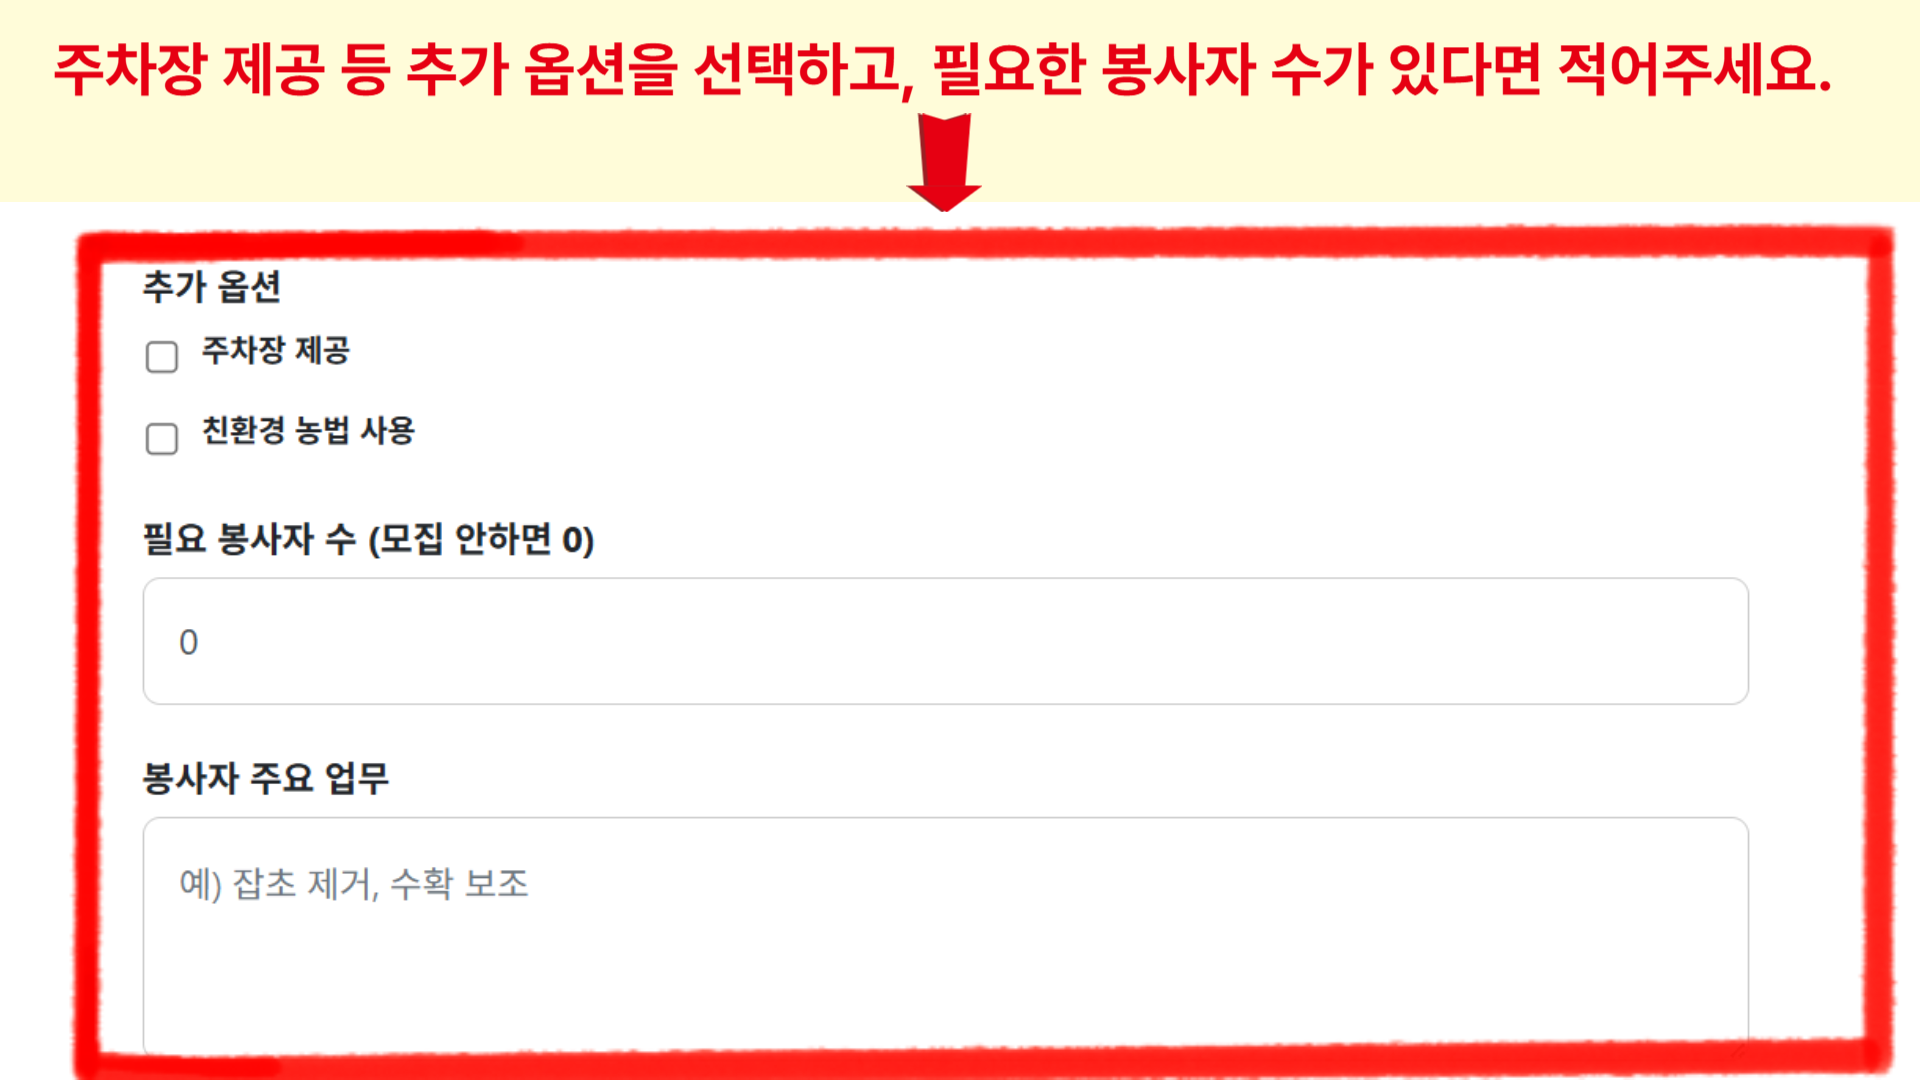 주차장 제공 등 추가 옵션을 선택하고, 필요한 봉사자 수가 있다면 적어주세요.
추가 옵션
주차장 제공
친환경 농법 사용
필요 봉사자 수 (모집 안하면 0)
0
봉사자 주요 업무
예) 잡초 제거, 수확 보조